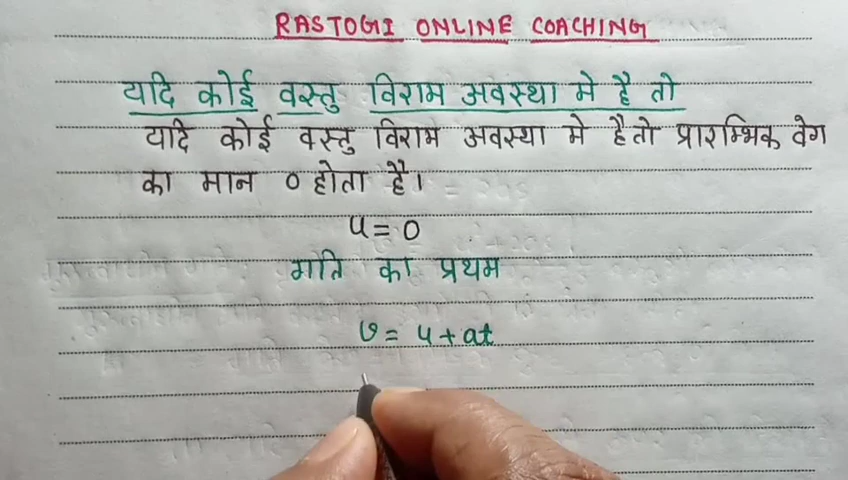 RASTOGI ONLINE COACHING
यदि कोई वस्तु विराम अवस्था मे है तो
यदि कोई वस्तु विराम अवस्था मे है तो प्रारम्भिक वेग
का मान 0 होता है।
u = 0
गति का प्रथम
v = u + at